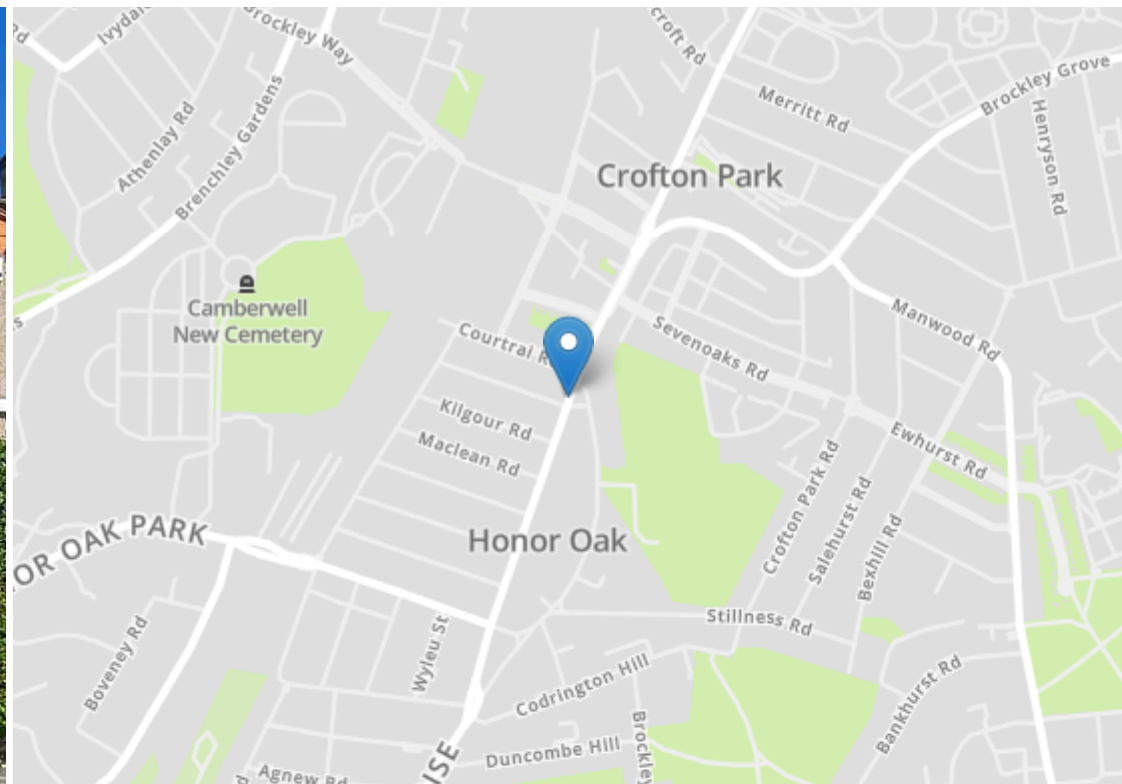 Rd
Ivydale
Brockley Way
croft Rd
Merritt Rd
Brockley Grove
Henryson Rd
Athenlay Rd
Brenchley Gardens
Crofton Park
Camberwell
New Cemetery
s
Courtrai R
Sevenoaks Rd
Manwood Rd
Kilgour Rd
Maclean Rd
Ewhurst Rd
Crofton Park Rd
Salehurst Rd
Bexhill Rd
OR OAK PARK
Honor Oak
Stillness Rd
Boveney Rd
Wyleu St
Codrington Hill
Bankhurst Rd
Brockley
Duncombe Hill
ISE
Agnew Rd
d